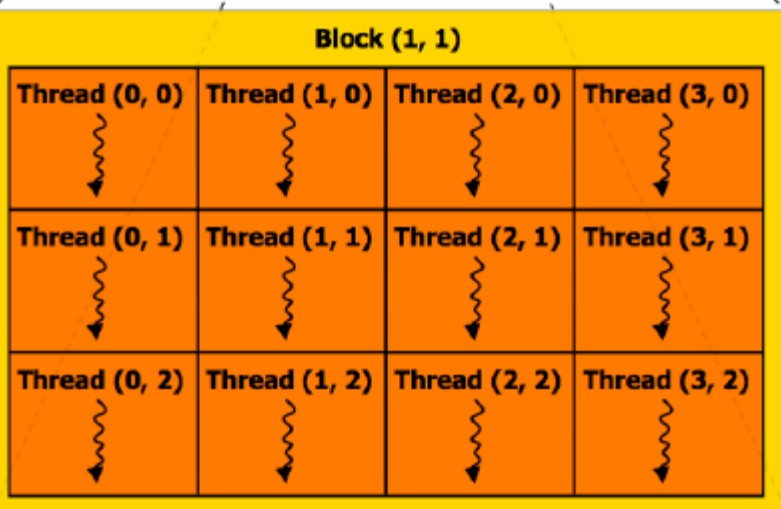 Block (1, 1)
Thread (0, 0) Thread (1, 0) Thread (2, 0) Thread (3, 0)
Thread (0, 1) Thread (1, 1) Thread (2, 1) Thread (3, 1)
Thread (0, 2) Thread (1, 2) Thread (2, 2) Thread (3, 2)